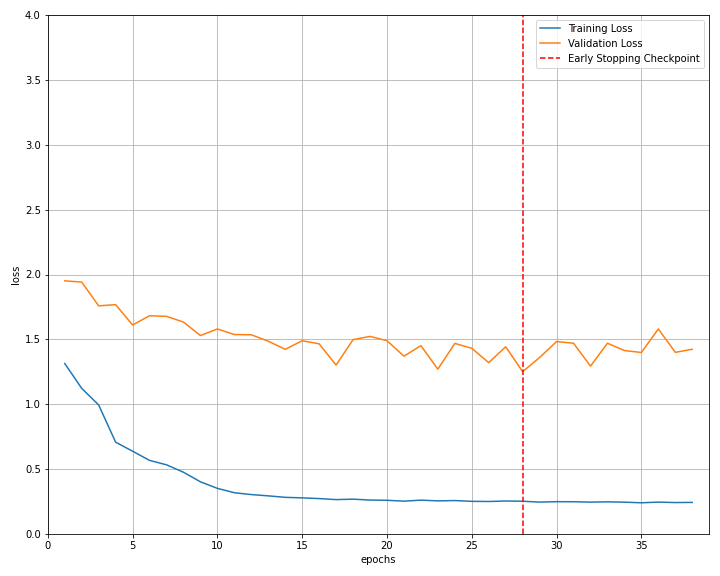 4.0
3.5
3.0
2.5
2.0
1.5
1.0
0.5
0.0
loss
0 5 10 15 20 25 30 35
epochs
Training Loss
Validation Loss
Early Stopping Checkpoint